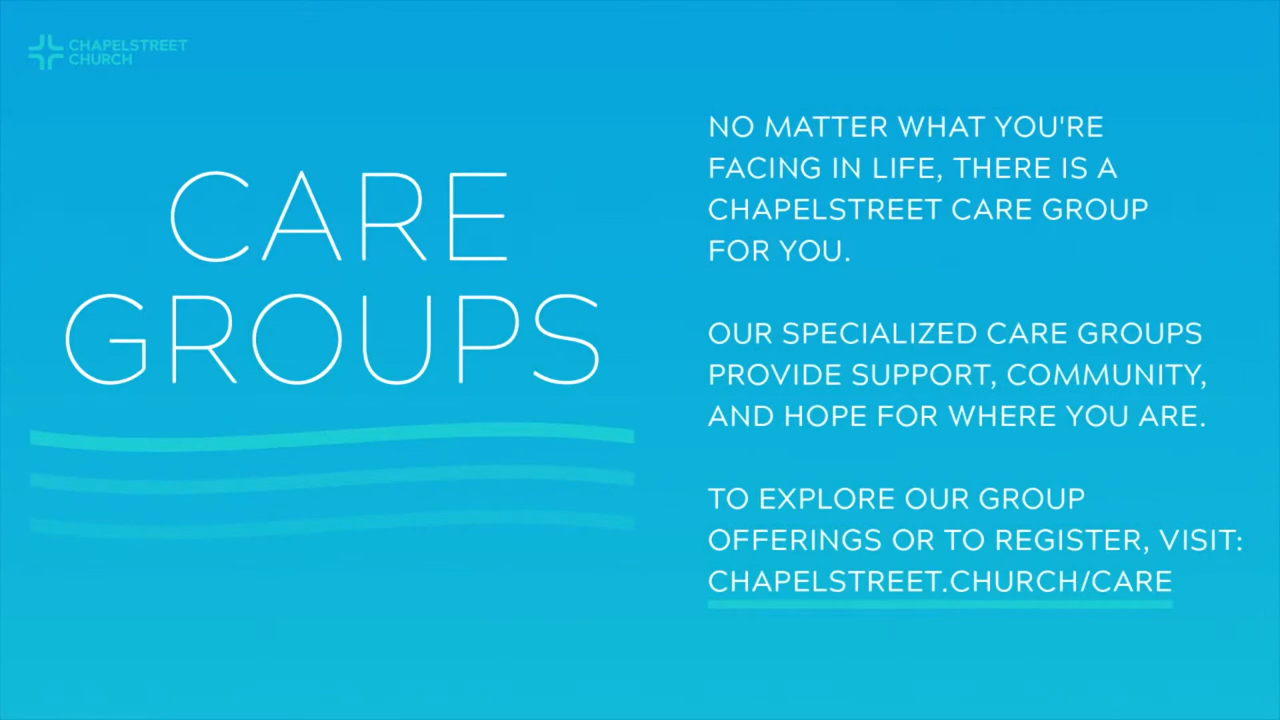 CHAPELSTREET
CHURCH
CARE
GROUPS
NO MATTER WHAT YOU'RE
FACING IN LIFE, THERE IS A
CHAPELSTREET CARE GROUP
FOR YOU.
OUR SPECIALIZED CARE GROUPS
PROVIDE SUPPORT, COMMUNITY,
AND HOPE FOR WHERE YOU ARE.
TO EXPLORE OUR GROUP
OFFERINGS OR TO REGISTER, VISIT:
CHAPELSTREET.CHURCH/CARE